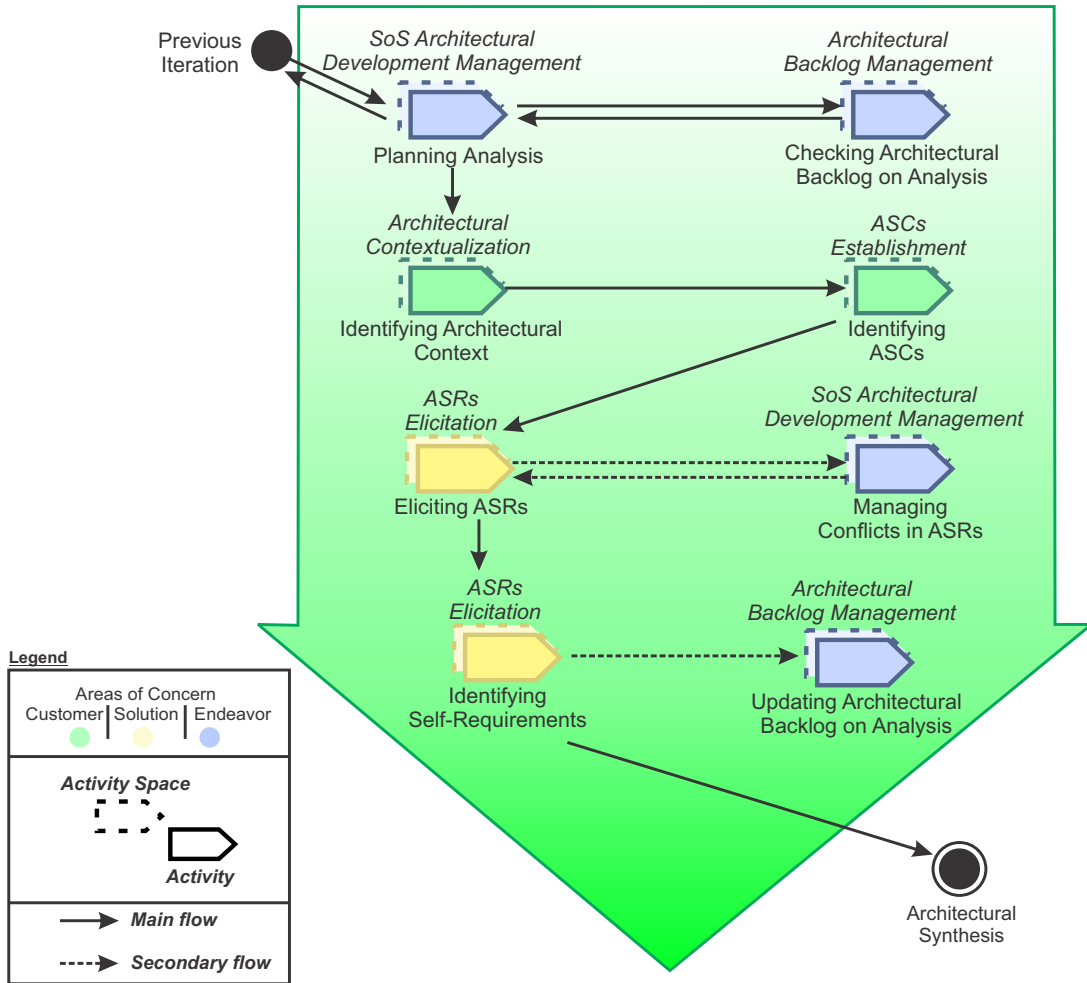 Previous
Iteration
SoS Architectural
Development Management
Architectural
Backlog Management
Planning Analysis
Checking Architectural
Backlog on Analysis
Architectural
Contextualization
ASCs
Establishment
Identifying Architectural
Context
Identifying
ASCs
ASRs
Elicitation
SoS Architectural
Development Management
Eliciting ASRs
Managing
Conflicts in ASRs
ASRs
Elicitation
Architectural
Backlog Management
Identifying
Self-Requirements
Updating Architectural
Backlog on Analysis
Architectural
Synthesis
Legend
Areas of Concern
Customer Solution Endeavor
Activity Space
Activity
Main flow
Secondary flow